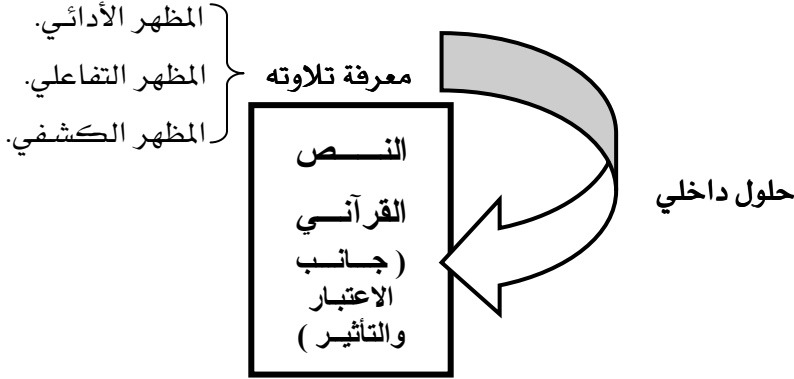 المظهر الأدائي.
المظهر التفاعلي.
المظهر الكشفي.
معرفة تلاوته
النص
القرآني
( جانب
الاعتبار
والتأثير )
حلول داخلي